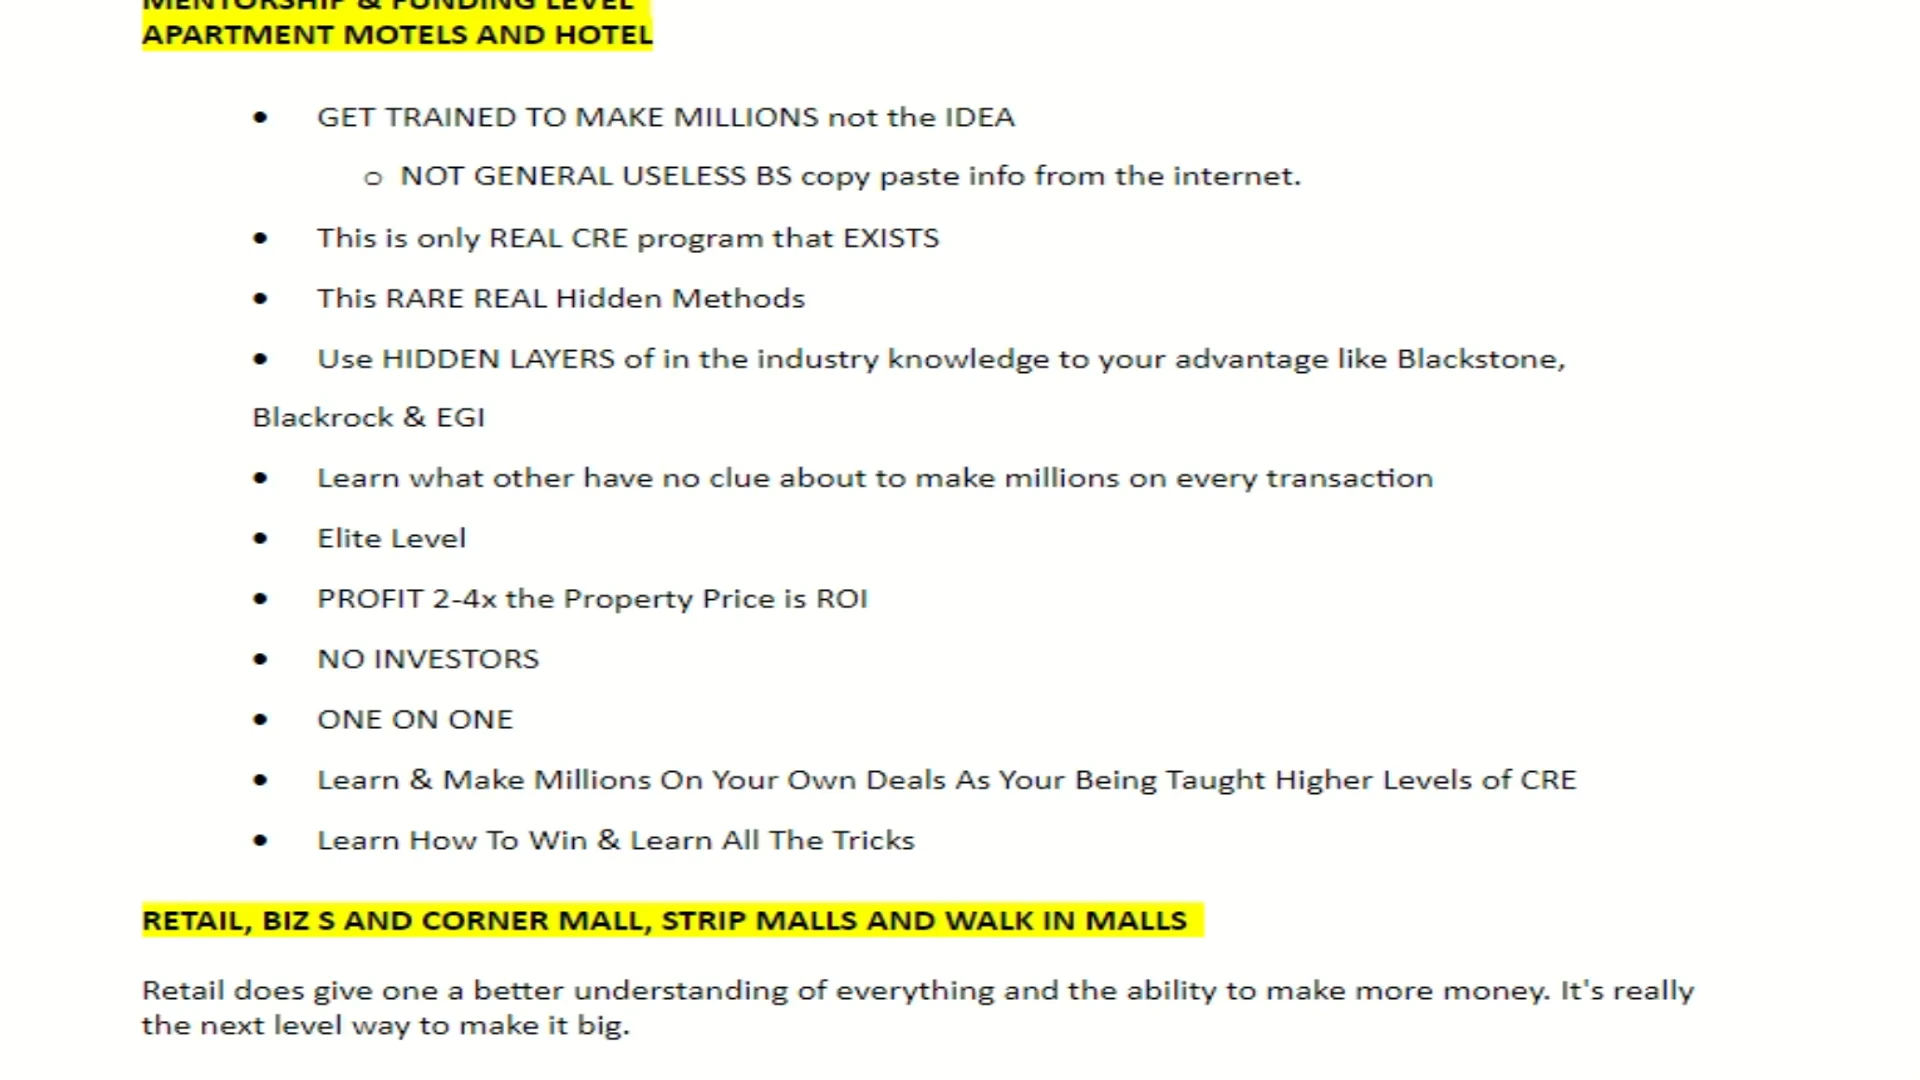 MENTORSHIP & FUNDING LEVEL
APARTMENT MOTELS AND HOTEL
• GET TRAINED TO MAKE MILLIONS not the IDEA
o NOT GENERAL USELESS BS copy paste info from the internet.
• This is only REAL CRE program that EXISTS
• This RARE REAL Hidden Methods
• Use HIDDEN LAYERS of in the industry knowledge to your advantage like Blackstone,
Blackrock & EGI
• Learn what other have no clue about to make millions on every transaction
• Elite Level
• PROFIT 2-4x the Property Price is ROI
• NO INVESTORS
• ONE ON ONE
• Learn & Make Millions On Your Own Deals As Your Being Taught Higher Levels of CRE
• Learn How To Win & Learn All The Tricks
RETAIL, BIZ S AND CORNER MALL, STRIP MALLS AND WALK IN MALLS
Retail does give one a better understanding of everything and the ability to make more money. It's really
the next level way to make it big.